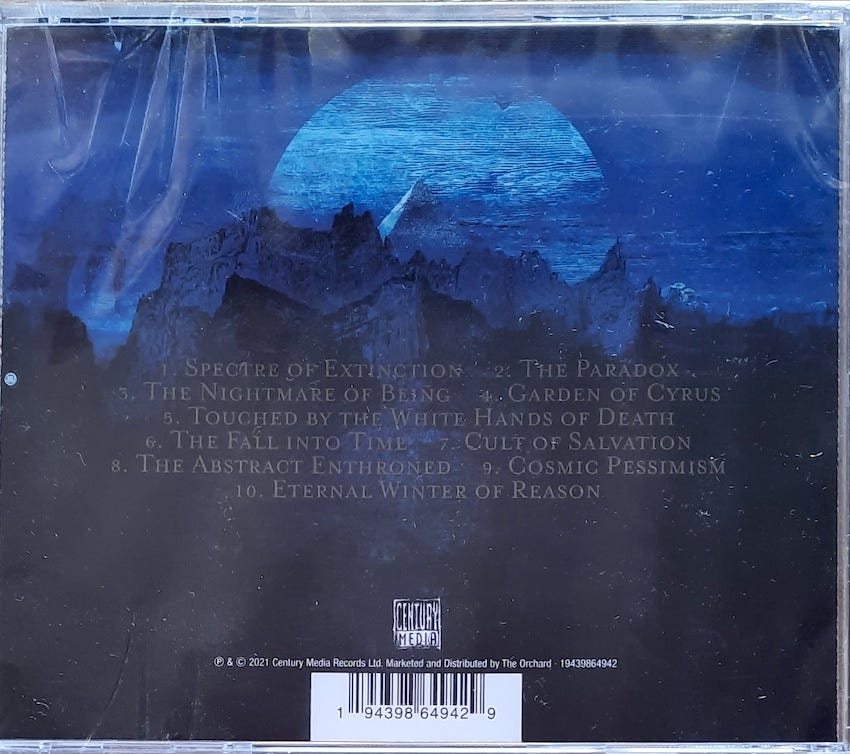 1. Spectre of Extinction 2. The Paradox
3. The Nightmare of Being 4. Garden of Cyrus
5. Touched by the White Hands of Death
6. The Fall into Time 7. Cult of Salvation
8. The Abstract Enthroned 9. Cosmic Pessimism
10. Eternal Winter of Reason
CENTURY
MEDIA
℗ & © 2021 Century Media Records Ltd. Marketed and Distributed by The Orchard · 19439864942
1 94398 64942 9